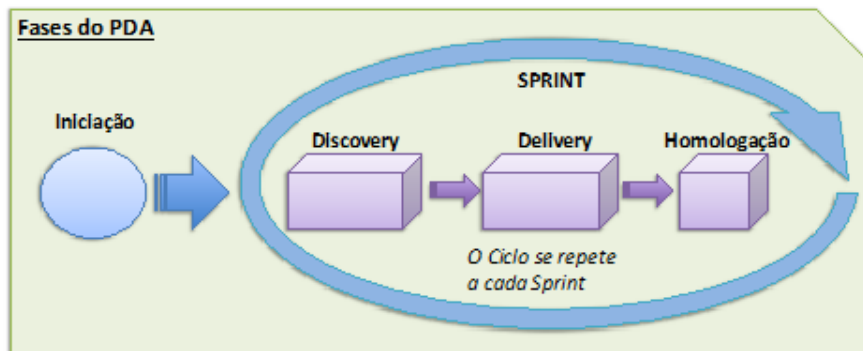 Fases do PDA
SPRINT
Iniciação
Discovery
Delivery
Homologação
O Ciclo se repete
a cada Sprint